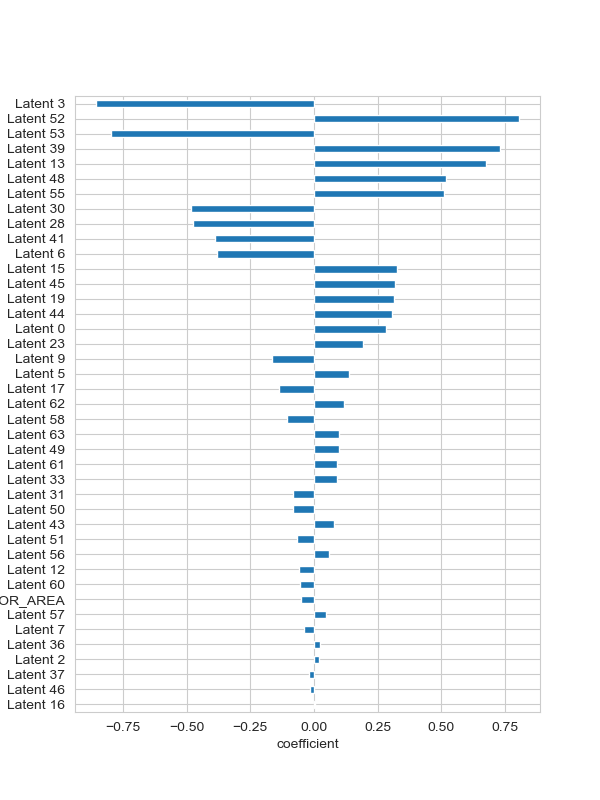 Latent 3
Latent 52
Latent 53
Latent 39
Latent 13
Latent 48
Latent 55
Latent 30
Latent 28
Latent 41
Latent 6
Latent 15
Latent 45
Latent 19
Latent 44
Latent 0
Latent 23
Latent 9
Latent 5
Latent 17
Latent 62
Latent 58
Latent 63
Latent 49
Latent 61
Latent 33
Latent 31
Latent 50
Latent 43
Latent 51
Latent 56
Latent 12
Latent 60
OR_AREA
Latent 57
Latent 7
Latent 36
Latent 2
Latent 37
Latent 46
Latent 16
−0.75 −0.50 −0.25 0.00 0.25 0.50 0.75
coefficient